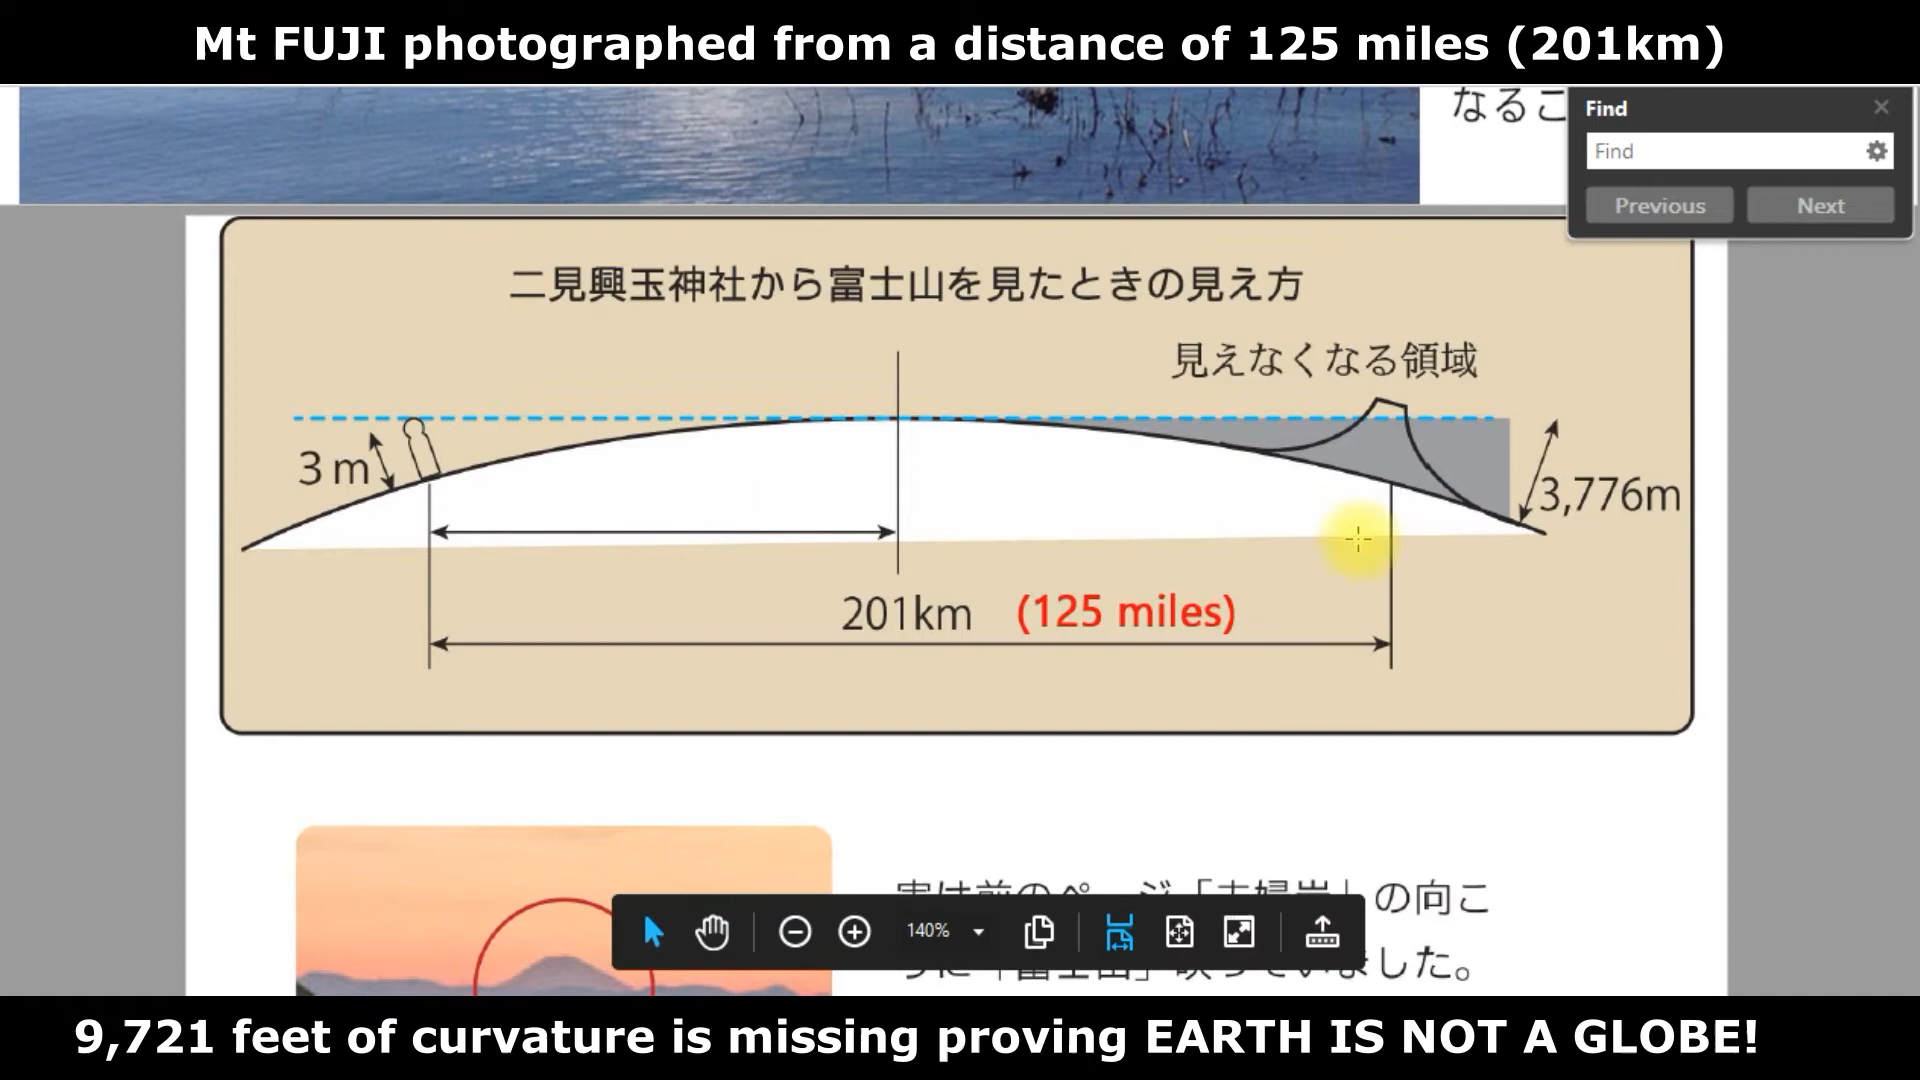 Mt FUJI photographed from a distance of 125 miles (201km)
なるこ
Find
Find
Previous
Next
二見興玉神社から富士山を見たときの見え方
見えなくなる領域
3 m
3,776m
201km (125 miles)
の向こ
140%
いました。
9,721 feet of curvature is missing proving EARTH IS NOT A GLOBE!